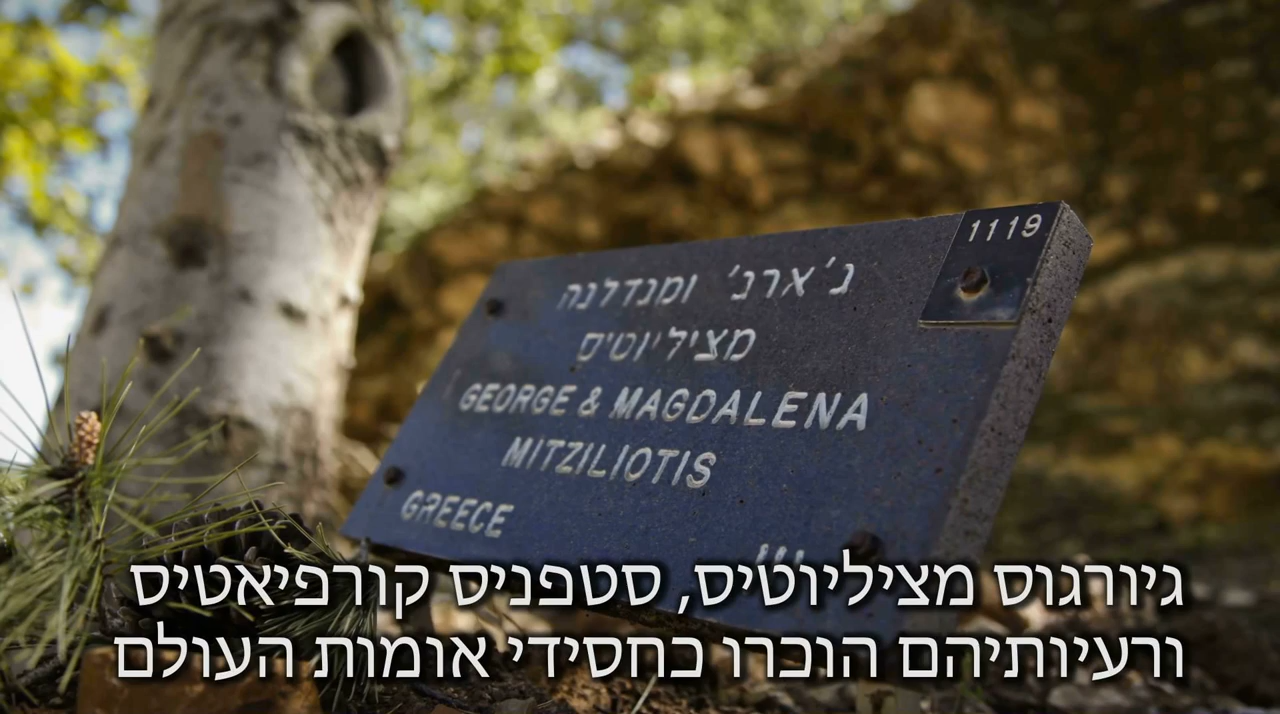 1119
ג'ארג' ומגדלנה
מציליוטיס
GEORGE & MAGDALENA
MITZILIOTIS
GREECE
גיורגוס מציליוטיס, סטפניס קורפיאטיס
ורעיותיהם הוכרו כחסידי אומות העולם